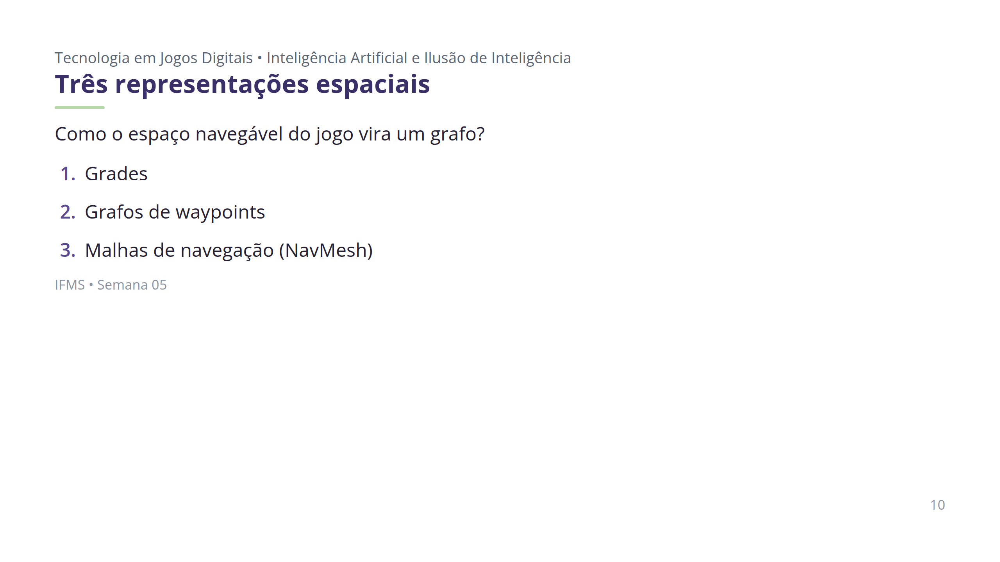 Tecnologia em Jogos Digitais • Inteligência Artificial e Ilusão de Inteligência
Três representações espaciais
Como o espaço navegável do jogo vira um grafo?
1. Grades
2. Grafos de waypoints
3. Malhas de navegação (NavMesh)
IFMS • Semana 05
10